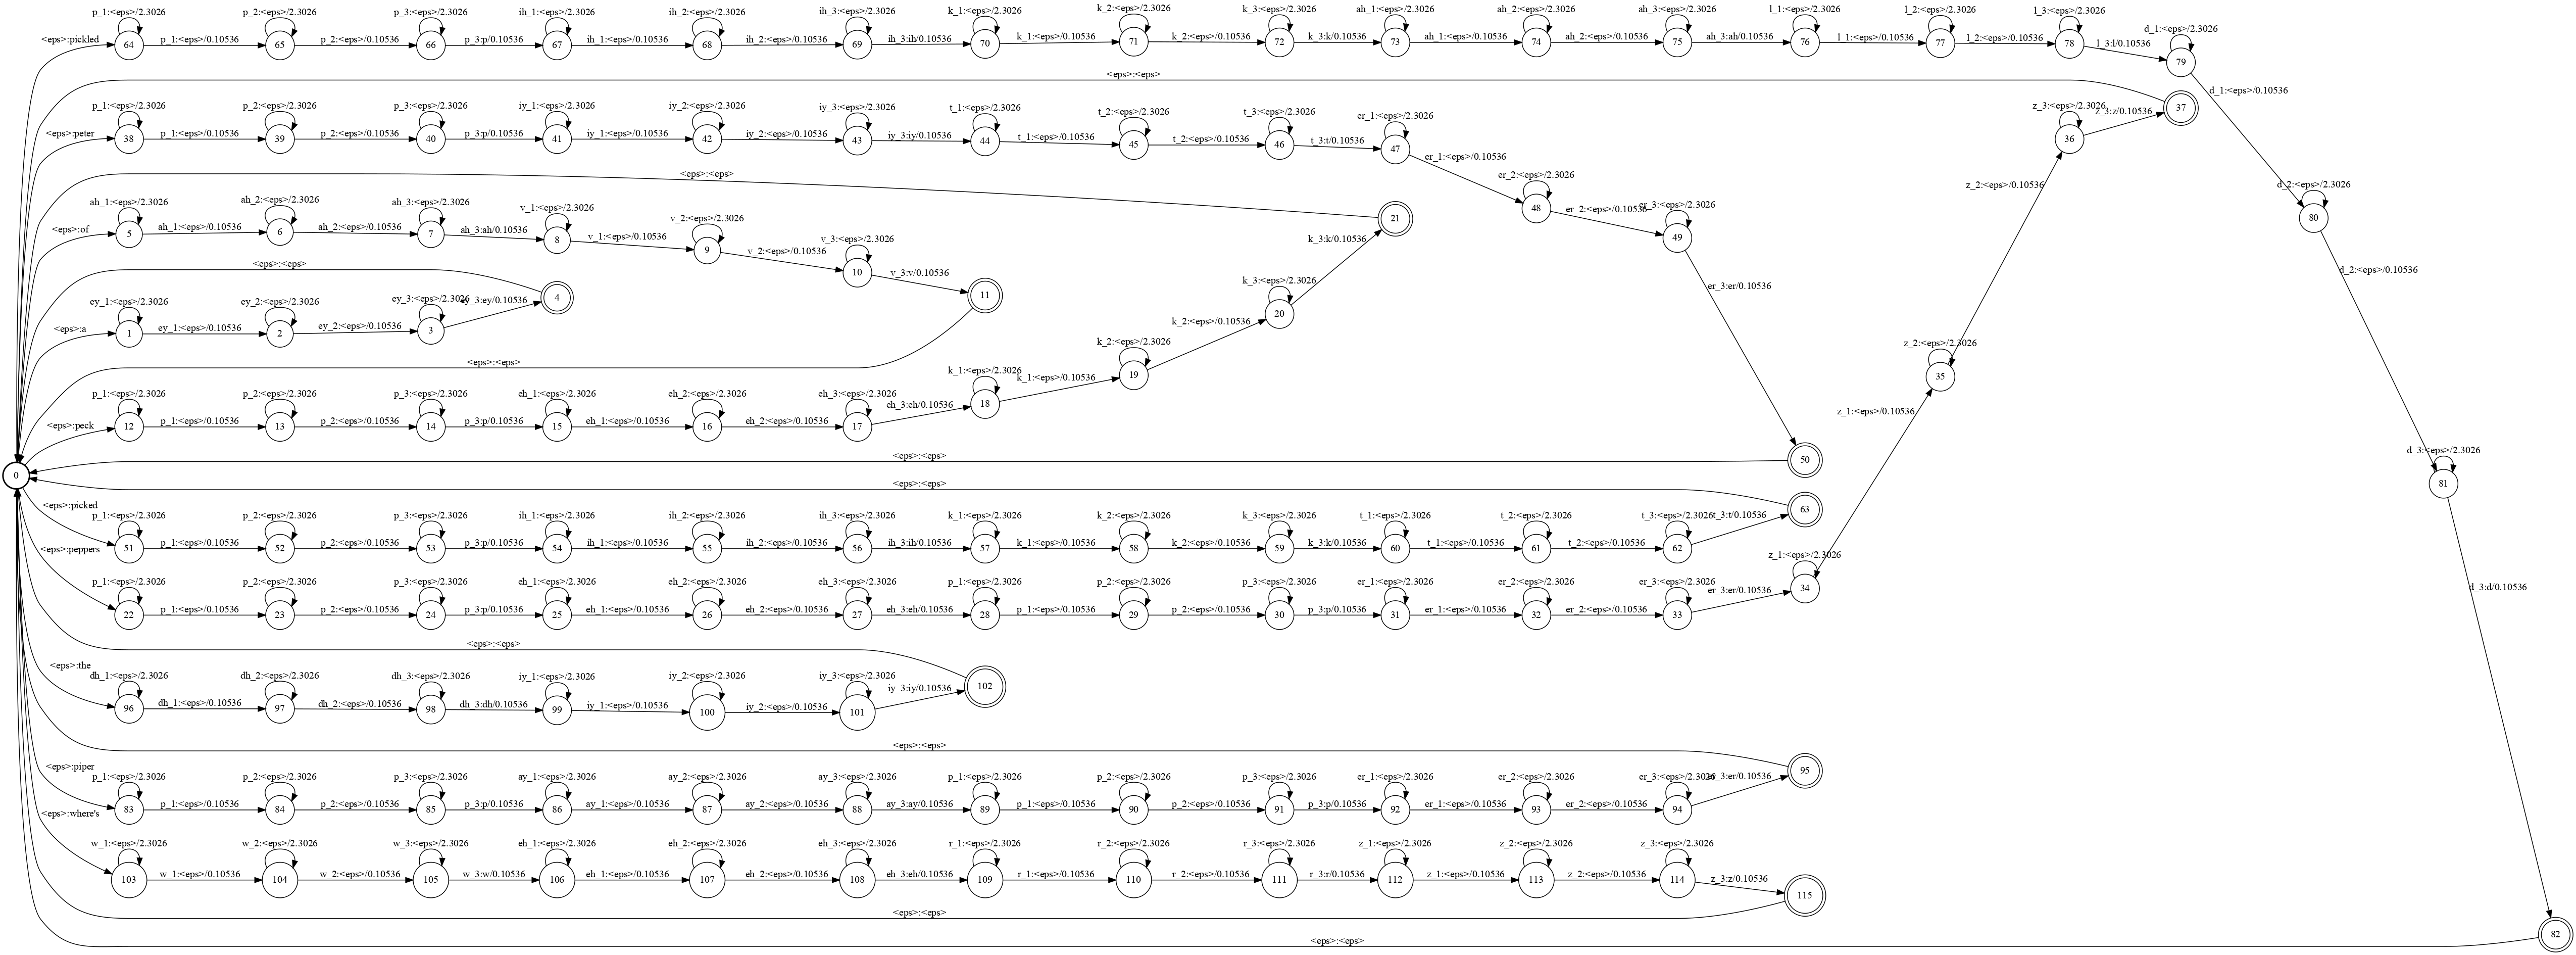 p_1:<eps>/2.3026 p_2:<eps>/2.3026 p_3:<eps>/2.3026 ih_1:<eps>/2.3026 ih_2:<eps>/2.3026 ih_3:<eps>/2.3026 k_1:<eps>/2.3026 k_2:<eps>/2.3026 k_3:<eps>/2.3026 ah_1:<eps>/2.3026 ah_2:<eps>/2.3026 ah_3:<eps>/2.3026 l_1:<eps>/2.3026 l_2:<eps>/2.3026 l_3:<eps>/2.3026 d_1:<eps>/2.3026
<eps>:pickled 64 p_1:<eps>/0.10536 65 p_2:<eps>/0.10536 66 p_3:p/0.10536 67 ih_1:<eps>/0.10536 68 ih_2:<eps>/0.10536 69 ih_3:ih/0.10536 70 k_1:<eps>/0.10536 71 k_2:<eps>/0.10536 72 k_3:k/0.10536 73 ah_1:<eps>/0.10536 74 ah_2:<eps>/0.10536 75 ah_3:ah/0.10536 76 l_1:<eps>/0.10536 77 l_2:<eps>/0.10536 78 l_3:l/0.10536 79
<eps>:<eps> d_1:<eps>/0.10536
p_1:<eps>/2.3026 p_2:<eps>/2.3026 p_3:<eps>/2.3026 iy_1:<eps>/2.3026 iy_2:<eps>/2.3026 iy_3:<eps>/2.3026 t_1:<eps>/2.3026 t_2:<eps>/2.3026 t_3:<eps>/2.3026 er_1:<eps>/2.3026 z_3:<eps>/2.3026 z_3:z/0.10536 37
<eps>:peter 38 p_1:<eps>/0.10536 39 p_2:<eps>/0.10536 40 p_3:p/0.10536 41 iy_1:<eps>/0.10536 42 iy_2:<eps>/0.10536 43 iy_3:iy/0.10536 44 t_1:<eps>/0.10536 45 t_2:<eps>/0.10536 46 t_3:t/0.10536 47 36
er_1:<eps>/0.10536
<eps>:<eps> er_2:<eps>/2.3026 z_2:<eps>/0.10536 d_2:<eps>/2.3026
ah_1:<eps>/2.3026 ah_2:<eps>/2.3026 ah_3:<eps>/2.3026 v_1:<eps>/2.3026 v_2:<eps>/2.3026 21 48 er_2:<eps>/0.10536 er_3:<eps>/2.3026 80
<eps>:of 5 ah_1:<eps>/0.10536 6 ah_2:<eps>/0.10536 7 ah_3:ah/0.10536 8 v_1:<eps>/0.10536 9 v_2:<eps>/0.10536 v_3:<eps>/2.3026 10 k_3:k/0.10536 49
<eps>:<eps> v_3:v/0.10536 11 k_3:<eps>/2.3026 er_3:er/0.10536 d_2:<eps>/0.10536
ey_1:<eps>/2.3026 ey_2:<eps>/2.3026 ey_3:<eps>/2.3026 ey_3:ey/0.10536 4
<eps>:a 1 ey_1:<eps>/0.10536 2 ey_2:<eps>/0.10536 3 k_2:<eps>/0.10536 20
<eps>:<eps> k_2:<eps>/2.3026 19 z_2:<eps>/2.3026 35
p_1:<eps>/2.3026 p_2:<eps>/2.3026 p_3:<eps>/2.3026 eh_1:<eps>/2.3026 eh_2:<eps>/2.3026 eh_3:<eps>/2.3026 k_1:<eps>/2.3026 k_1:<eps>/0.10536 z_1:<eps>/0.10536
<eps>:peck 12 p_1:<eps>/0.10536 13 p_2:<eps>/0.10536 14 p_3:p/0.10536 15 eh_1:<eps>/0.10536 16 eh_2:<eps>/0.10536 17 eh_3:eh/0.10536 18
0 <eps>:<eps> 50 d_3:<eps>/2.3026 81
<eps>:<eps>
<eps>:picked p_1:<eps>/2.3026 p_2:<eps>/2.3026 p_3:<eps>/2.3026 ih_1:<eps>/2.3026 ih_2:<eps>/2.3026 ih_3:<eps>/2.3026 k_1:<eps>/2.3026 k_2:<eps>/2.3026 k_3:<eps>/2.3026 t_1:<eps>/2.3026 t_2:<eps>/2.3026 t_3:<eps>/2.3026 t_3:t/0.10536 63
51 p_1:<eps>/0.10536 52 p_2:<eps>/0.10536 53 p_3:p/0.10536 54 ih_1:<eps>/0.10536 55 ih_2:<eps>/0.10536 56 ih_3:ih/0.10536 57 k_1:<eps>/0.10536 58 k_2:<eps>/0.10536 59 k_3:k/0.10536 60 t_1:<eps>/0.10536 61 t_2:<eps>/0.10536 62
<eps>:peppers p_1:<eps>/2.3026 p_2:<eps>/2.3026 p_3:<eps>/2.3026 eh_1:<eps>/2.3026 eh_2:<eps>/2.3026 eh_3:<eps>/2.3026 p_1:<eps>/2.3026 p_2:<eps>/2.3026 p_3:<eps>/2.3026 er_1:<eps>/2.3026 er_2:<eps>/2.3026 er_3:<eps>/2.3026 er_3:er/0.10536 z_1:<eps>/2.3026 34 d_3:d/0.10536
22 p_1:<eps>/0.10536 23 p_2:<eps>/0.10536 24 p_3:p/0.10536 25 eh_1:<eps>/0.10536 26 eh_2:<eps>/0.10536 27 eh_3:eh/0.10536 28 p_1:<eps>/0.10536 29 p_2:<eps>/0.10536 30 p_3:p/0.10536 31 er_1:<eps>/0.10536 32 er_2:<eps>/0.10536 33
<eps>:<eps>
<eps>:the dh_1:<eps>/2.3026 dh_2:<eps>/2.3026 dh_3:<eps>/2.3026 iy_1:<eps>/2.3026 iy_2:<eps>/2.3026 iy_3:<eps>/2.3026 iy_3:iy/0.10536 102
96 dh_1:<eps>/0.10536 97 dh_2:<eps>/0.10536 98 dh_3:dh/0.10536 99 iy_1:<eps>/0.10536 100 iy_2:<eps>/0.10536 101
<eps>:<eps>
<eps>:piper p_1:<eps>/2.3026 p_2:<eps>/2.3026 p_3:<eps>/2.3026 ay_1:<eps>/2.3026 ay_2:<eps>/2.3026 ay_3:<eps>/2.3026 p_1:<eps>/2.3026 p_2:<eps>/2.3026 p_3:<eps>/2.3026 er_1:<eps>/2.3026 er_2:<eps>/2.3026 er_3:<eps>/2.3026 er_3:er/0.10536 95
83 p_1:<eps>/0.10536 84 p_2:<eps>/0.10536 85 p_3:p/0.10536 86 ay_1:<eps>/0.10536 87 ay_2:<eps>/0.10536 88 ay_3:ay/0.10536 89 p_1:<eps>/0.10536 90 p_2:<eps>/0.10536 91 p_3:p/0.10536 92 er_1:<eps>/0.10536 93 er_2:<eps>/0.10536 94
<eps>:where's w_1:<eps>/2.3026 w_2:<eps>/2.3026 w_3:<eps>/2.3026 eh_1:<eps>/2.3026 eh_2:<eps>/2.3026 eh_3:<eps>/2.3026 r_1:<eps>/2.3026 r_2:<eps>/2.3026 r_3:<eps>/2.3026 z_1:<eps>/2.3026 z_2:<eps>/2.3026 z_3:<eps>/2.3026
103 w_1:<eps>/0.10536 104 w_2:<eps>/0.10536 105 w_3:w/0.10536 106 eh_1:<eps>/0.10536 107 eh_2:<eps>/0.10536 108 eh_3:eh/0.10536 109 r_1:<eps>/0.10536 110 r_2:<eps>/0.10536 111 r_3:r/0.10536 112 z_1:<eps>/0.10536 113 z_2:<eps>/0.10536 114 z_3:z/0.10536 115
<eps>:<eps>
<eps>:<eps> 82